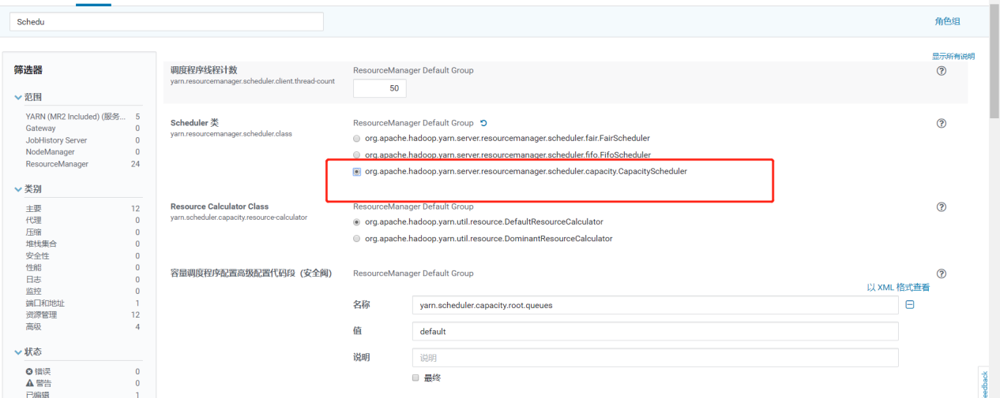 Schedu
角色组
显示所有说明
筛选器
范围
YARN (MR2 Included) (服务... 5
Gateway 0
JobHistory Server 0
NodeManager 0
ResourceManager 24
类别
主要 12
代理 0
压缩 0
堆栈集合 0
安全性 0
性能 0
日志 0
监控 0
端口和地址 1
资源管理 12
高级 4
状态
错误 0
警告 0
已编辑 1
调度程序线程计数 ResourceManager Default Group
yarn.resourcemanager.scheduler.client.thread-count
50
Scheduler 类 ResourceManager Default Group
yarn.resourcemanager.scheduler.class
org.apache.hadoop.yarn.server.resourcemanager.scheduler.fair.FairScheduler
org.apache.hadoop.yarn.server.resourcemanager.scheduler.fifo.FifoScheduler
org.apache.hadoop.yarn.server.resourcemanager.scheduler.capacity.CapacityScheduler
Resource Calculator Class ResourceManager Default Group
yarn.scheduler.capacity.resource-calculator
org.apache.hadoop.yarn.util.resource.DefaultResourceCalculator
org.apache.hadoop.yarn.util.resource.DominantResourceCalculator
容量调度程序配置高级配置代码段（安全阀） ResourceManager Default Group
以 XML 格式查看
名称 yarn.scheduler.capacity.root.queues
值 default
说明 说明
最终
eedback